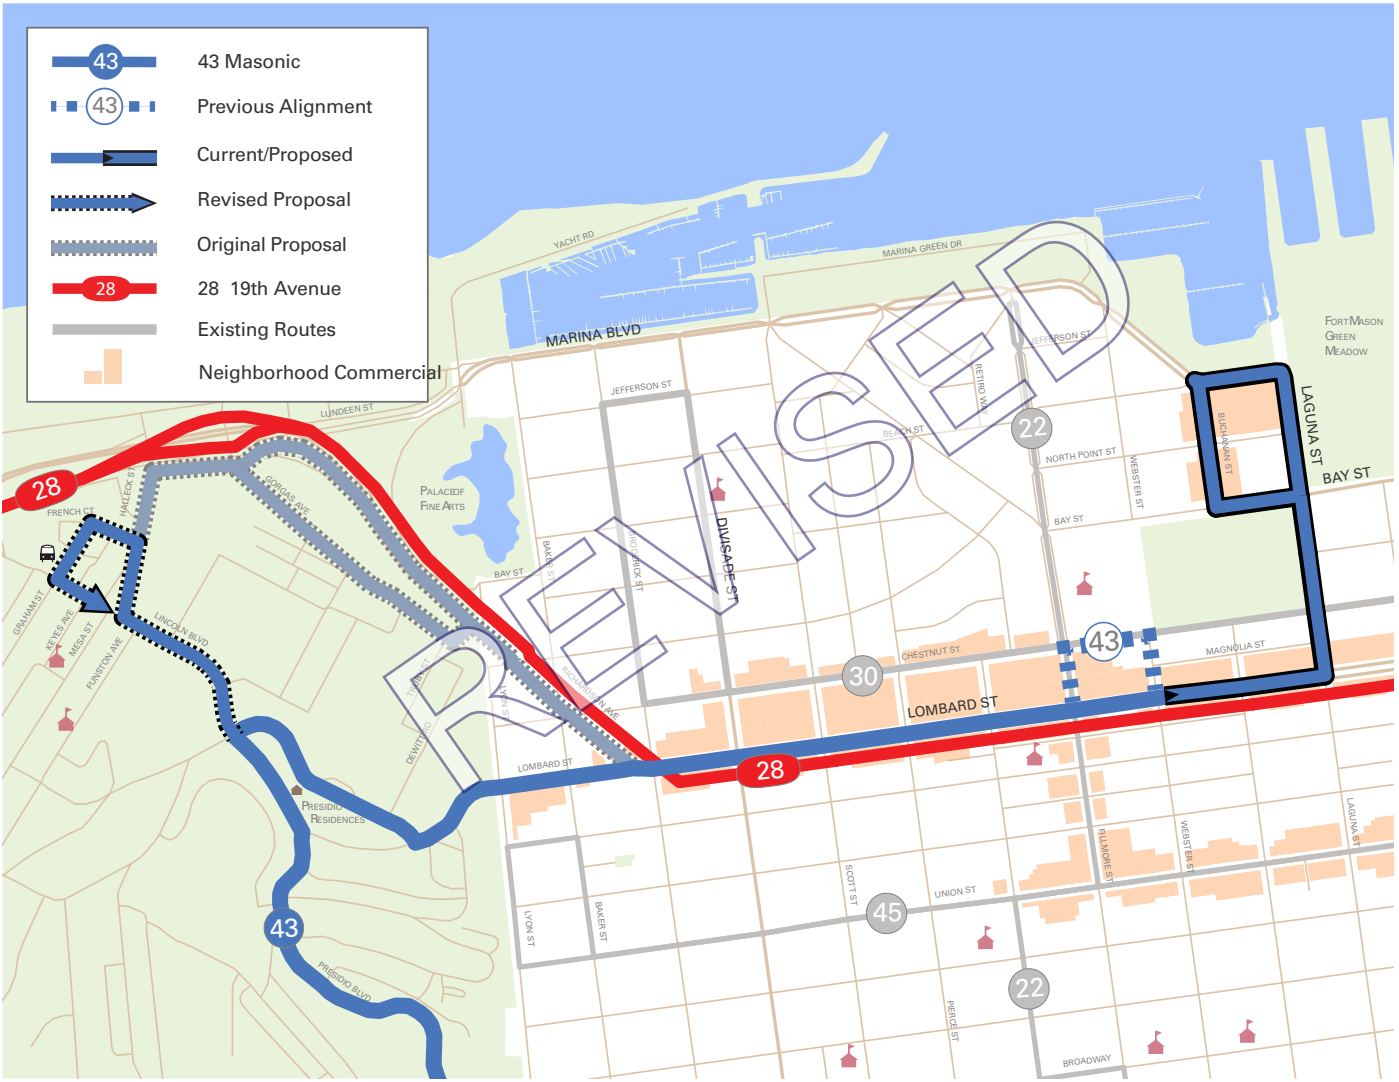 43
43 Masonic
43
Previous Alignment
Current/Proposed
Revised Proposal
Original Proposal
28
28 19th Avenue
Existing Routes
Neighborhood Commercial
YACHT RD
MARINA GREEN DR
MARINA BLVD
FORT MASON
GREEN
MEADOW
JEFFERSON ST
JEFFERSON ST
RETIRO WAY
LUNDEEN ST
BEACH ST
22
NORTH POINT ST
WEBSTER ST
BUCHANAN ST
LAGUNA ST
BAY ST
28
HALLECK ST
GORGAS AVE
FRENCH CT
PALACE OF
FINE ARTS
BAY ST
BAKER ST
BRODERICK ST
DIVISADE ST
BAY ST
GRAHAM ST
KEYES AVE
MESA ST
FUNSTON AVE
LINCOLN BLVD
REVISED
43
CHESTNUT ST
MAGNOLIA ST
30
LYON ST
RICHARDSON AVE
DEWITT RD
LOMBARD ST
LOMBARD ST
28
PRESIDIO
RESIDENCES
FILLMORE ST
WEBSTER ST
LAGUNA ST
SCOTT ST
UNION ST
45
LYON ST
BAKER ST
43
PRESIDIO BLVD
22
PIERCE ST
BROADWAY